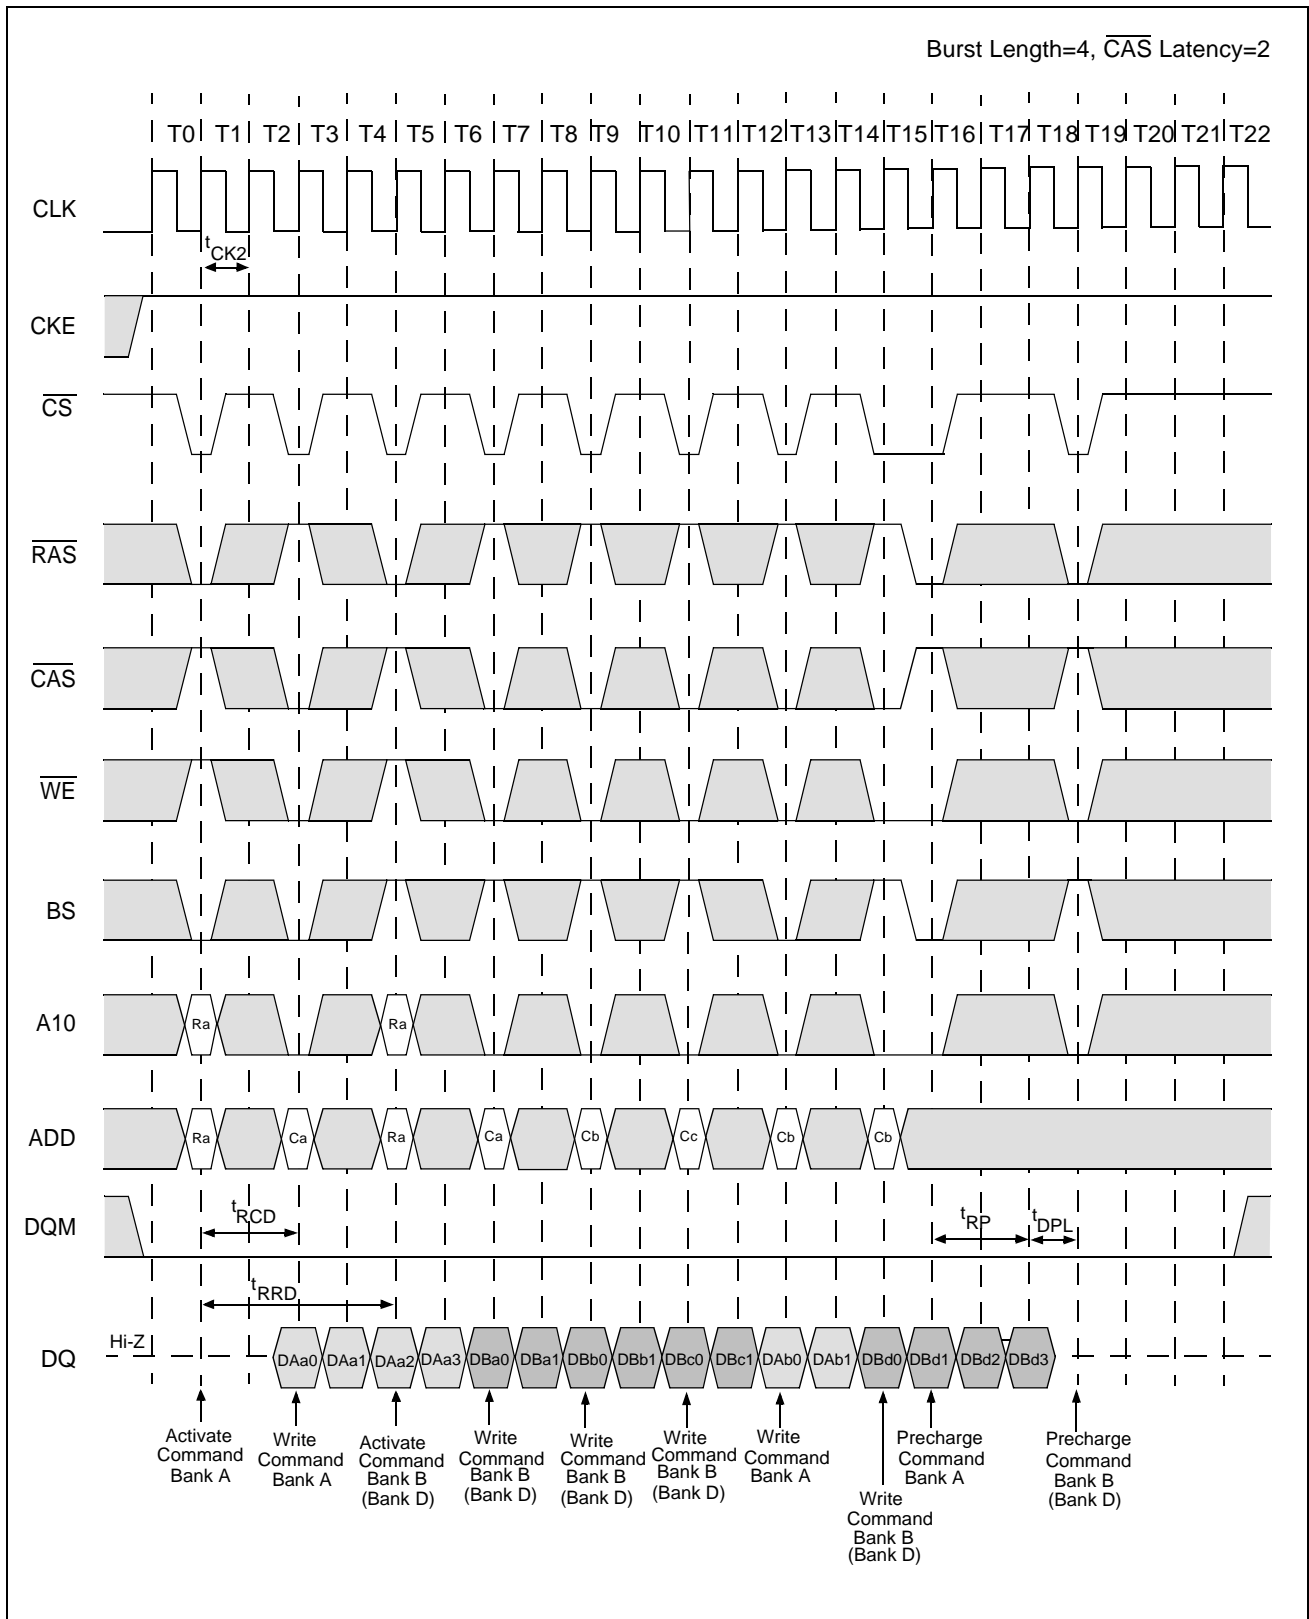 Burst Length=4, CAS Latency=2
T0 T1 T2 T3 T4 T5 T6 T7 T8 T9 T10 T11 T12 T13 T14 T15 T16 T17 T18 T19 T20 T21 T22
CLK
tCK2
CKE
CS
RAS
CAS
WE
BS
A10
Ra Ra
ADD
Ra Ca Ra Ca Cb Cc Cb Cb
DQM
tRCD tRP tDPL
tRRD
Hi-Z
DQ
DAa0 DAa1 DAa2 DAa3 DBa0 DBa1 DBb0 DBb1 DBc0 DBc1 DAb0 DAb1 DBd0 DBd1 DBd2 DBd3
Activate
Command
Bank A
Write
Command
Bank A
Activate
Command
Bank B
(Bank D)
Write
Command
Bank B
(Bank D)
Write
Command
Bank B
(Bank D)
Write
Command
Bank B
(Bank D)
Write
Command
Bank A
Write
Command
Bank B
(Bank D)
Precharge
Command
Bank A
Precharge
Command
Bank B
(Bank D)